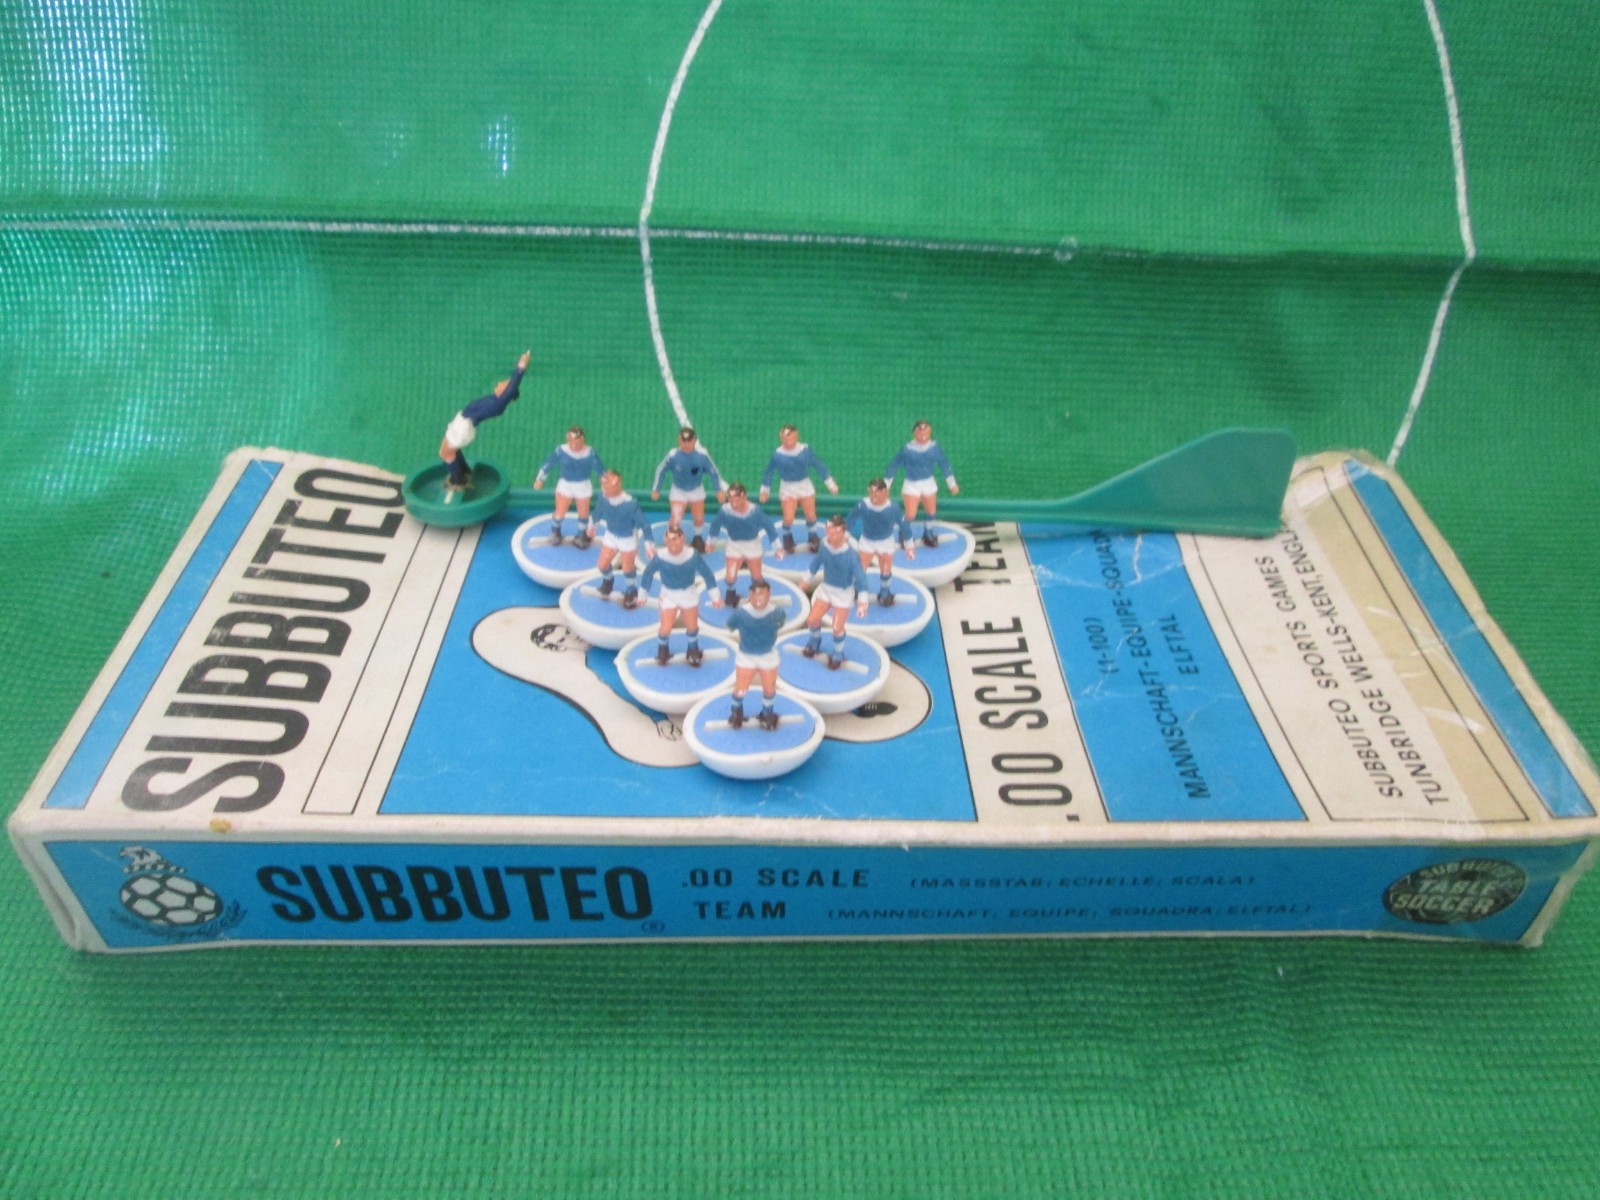 SUBBUTEO
.00 SCALE TEAM
(1-100)
MANNSCHAFT-EQUIPE-SQUADRA
ELFTAL
SUBBUTEO SPORTS GAMES
TUNBRIDGE WELLS-KENT, ENGL
SUBBUTEO ®
.00 SCALE (MASSSTAB; ECHELLE; SCALA)
TEAM (MANNSCHAFT; EQUIPE; SQUADRA; ELFTAL)
SUBBUTEO
TABLE
SOCCER